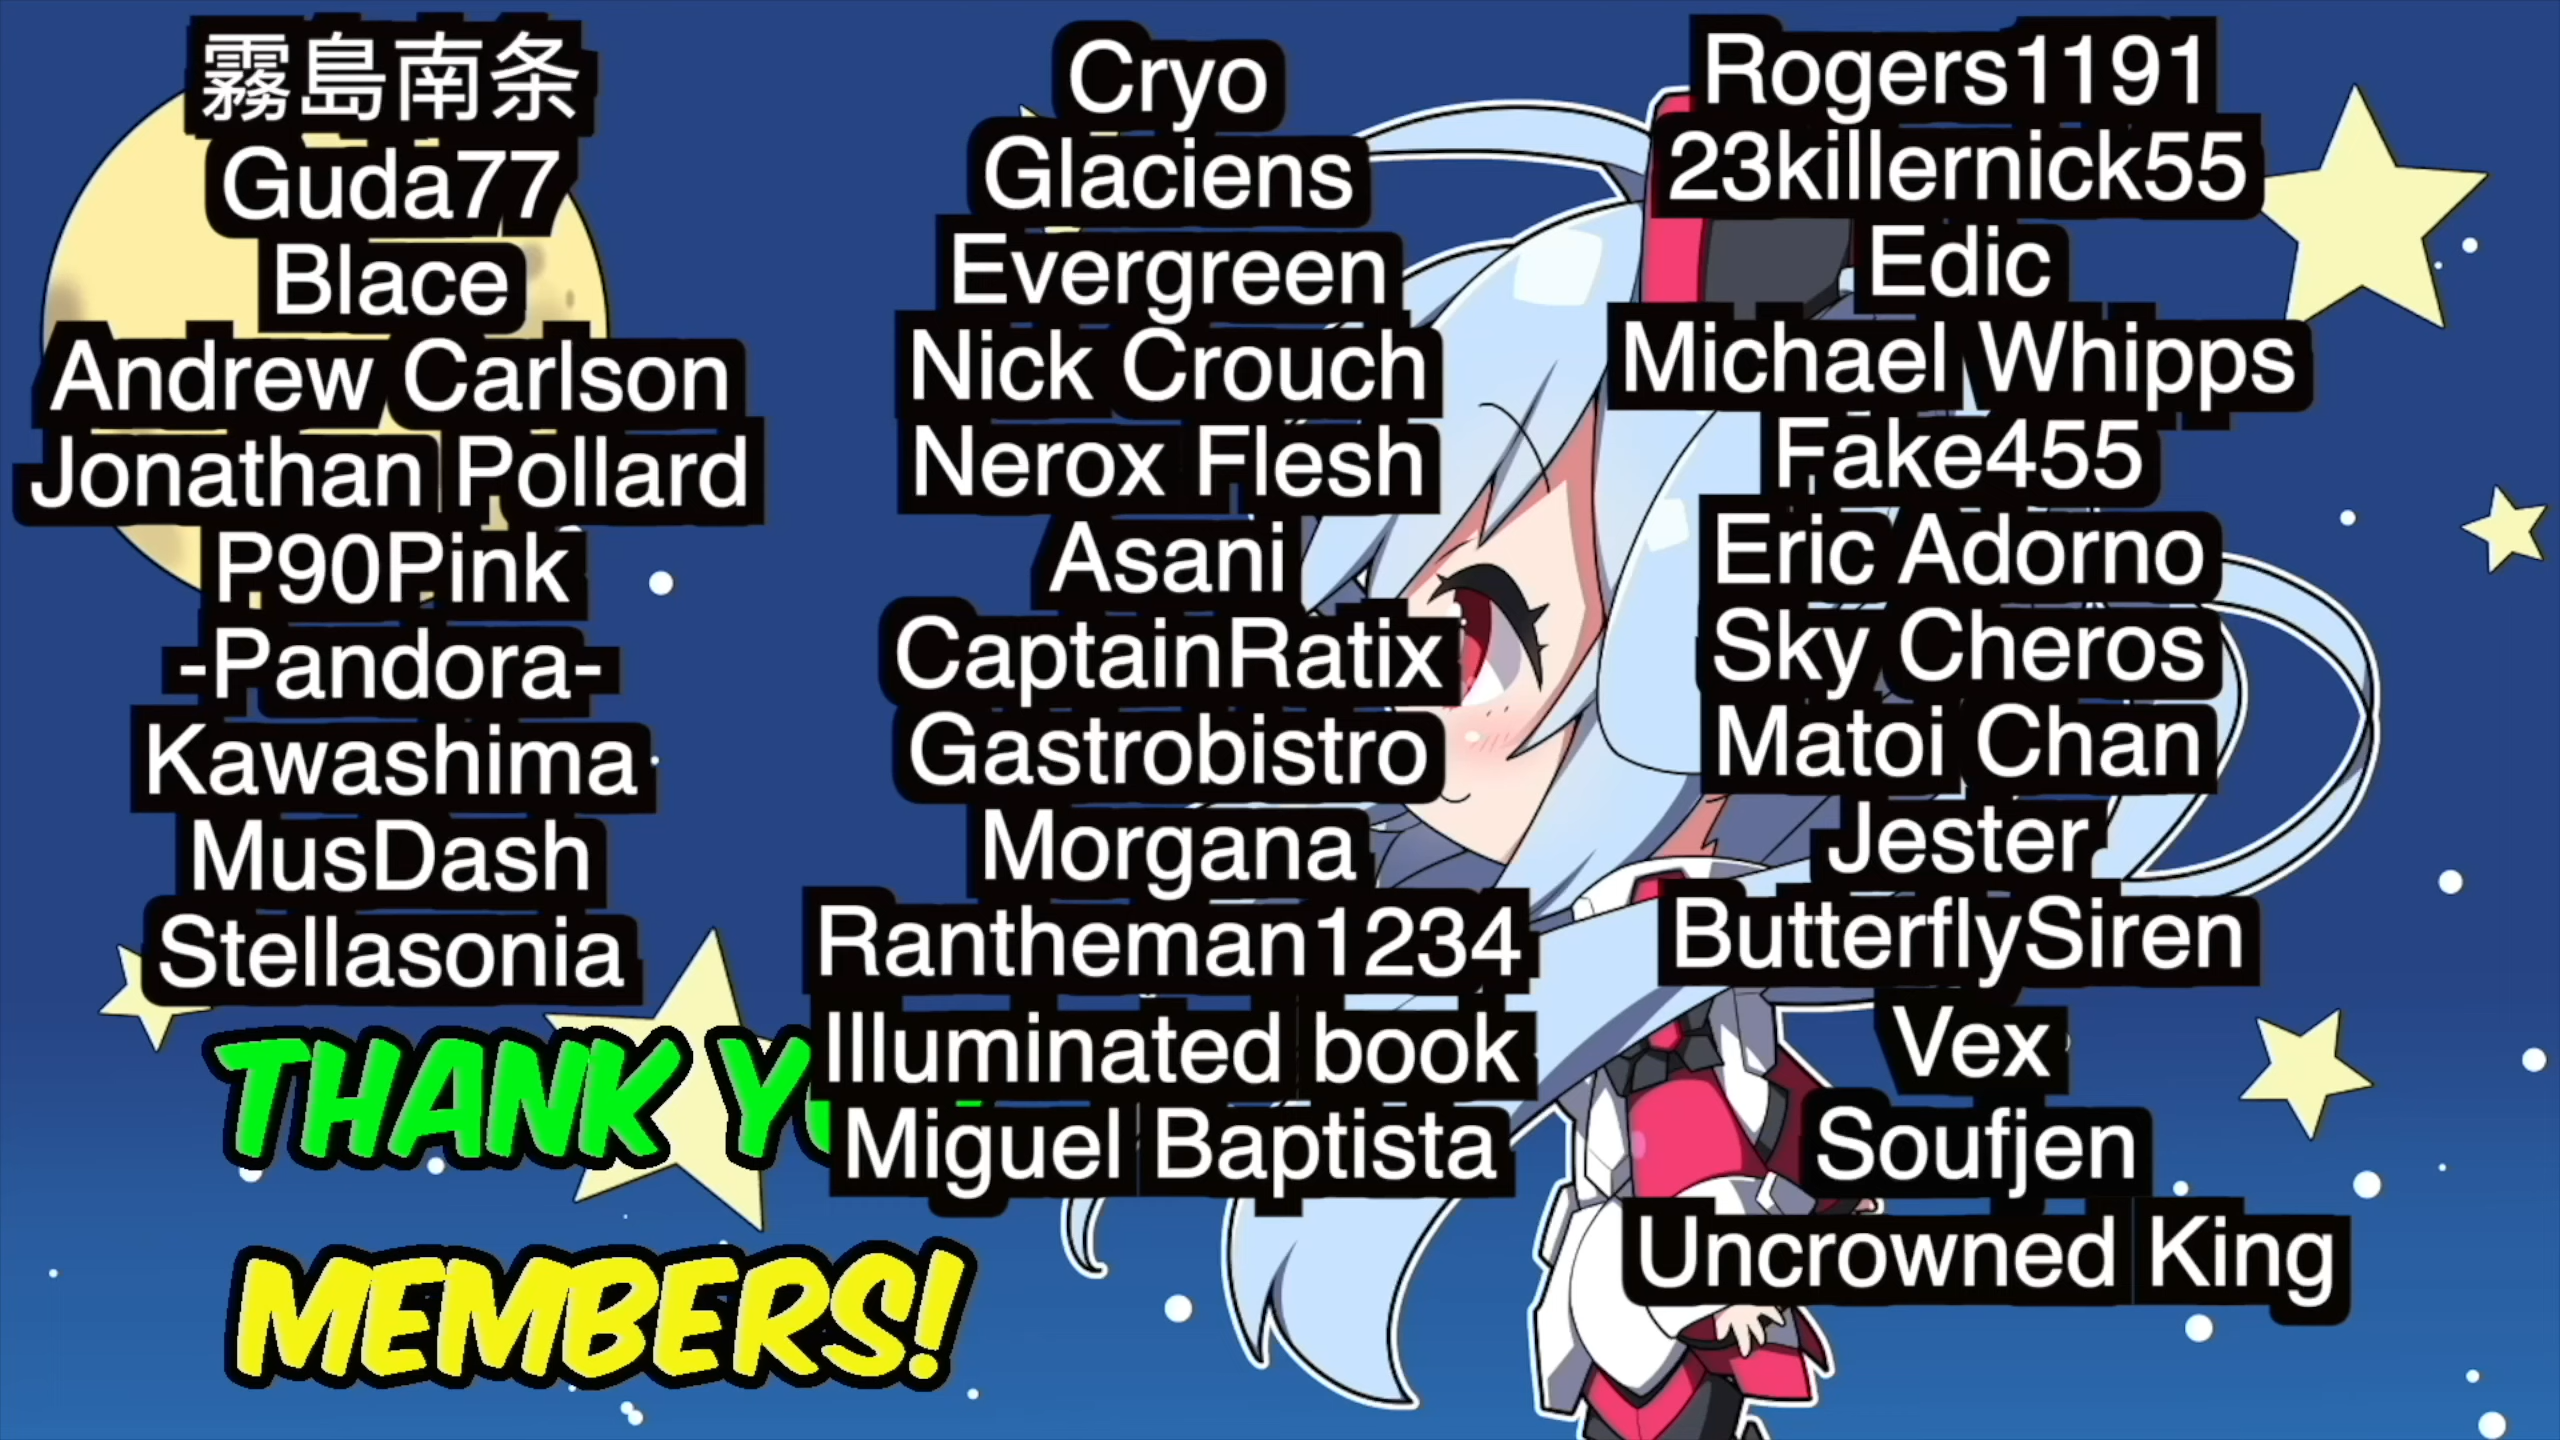 霧島南条
Guda77
Blace
Andrew Carlson
Jonathan Pollard
P90Pink
-Pandora-
Kawashima
MusDash
Stellasonia
THANK
MEMBERS!
Cryo
Glaciens
Evergreen
Nick Crouch
Nerox Flesh
Asani
CaptainRatix
Gastrobistro
Morgana
Rantheman1234
Illuminated book
Miguel Baptista
Rogers1191
23killernick55
Edic
Michael Whipps
Fake455
Eric Adorno
Sky Cheros
Matoi Chan
Jester
ButterflySiren
Vex
Soufjen
Uncrowned King